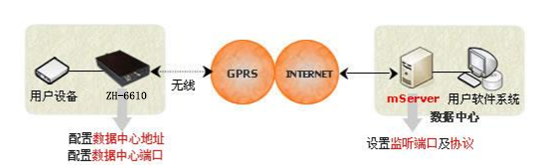 用户设备
ZH-6610
无线
GPRS
INTERNET
mServer
用户软件系统
数据中心
配置数据中心地址
配置数据中心端口
设置监听端口及协议